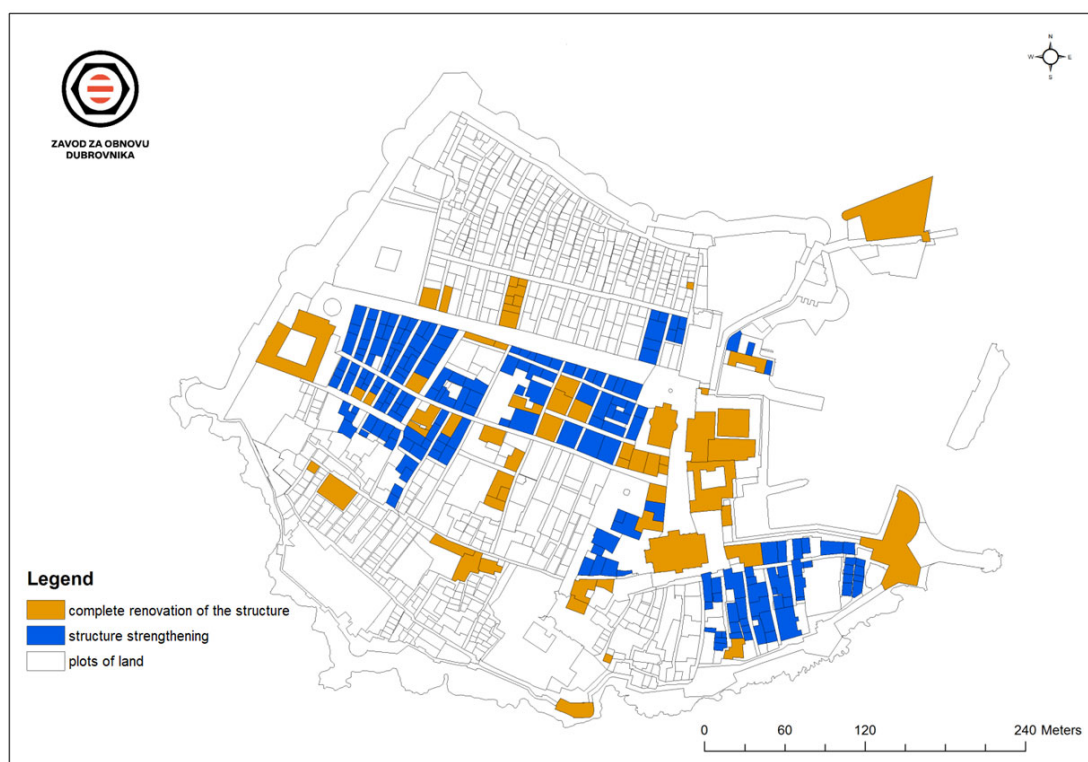 N
W E
S
ZAVOD ZA OBNOVU
DUBROVNIKA
Legend
complete renovation of the structure
structure strengthening
plots of land
0 60 120 240 Meters